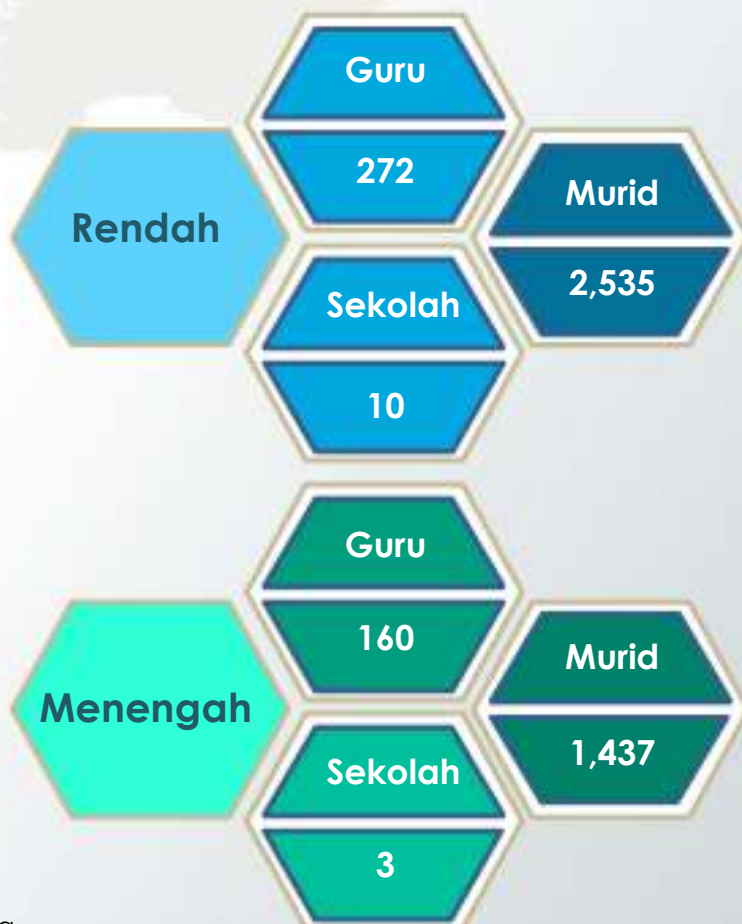 Rendah
Guru
272
Murid
2,535
Sekolah
10
Menengah
Guru
160
Murid
1,437
Sekolah
3